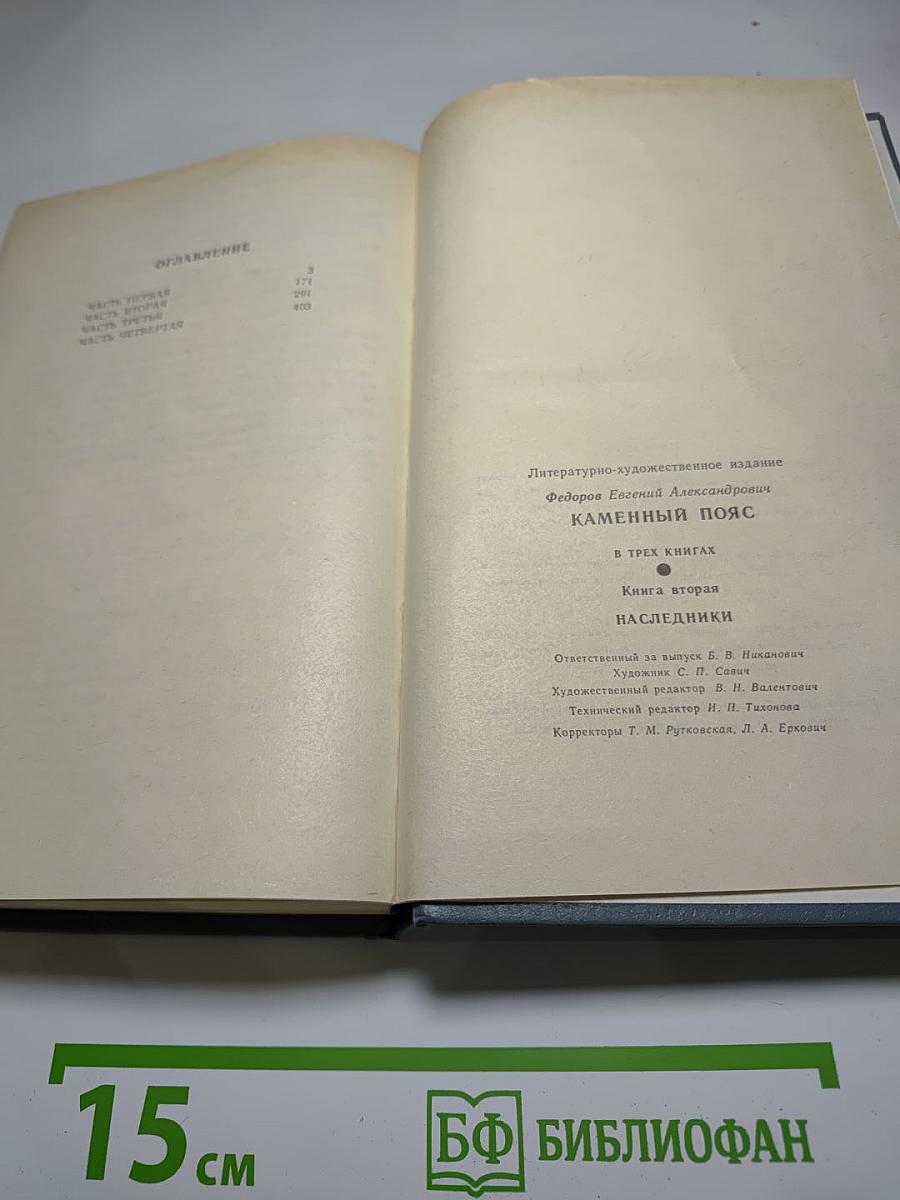 ОГЛАВЛЕНИЕ
ЧАСТЬ ПЕРВАЯ 3
ЧАСТЬ ВТОРАЯ 171
ЧАСТЬ ТРЕТЬЯ 291
ЧАСТЬ ЧЕТВЕРТАЯ 403
Литературно-художественное издание
Федоров Евгений Александрович
КАМЕННЫЙ ПОЯС
В ТРЕХ КНИГАХ
Книга вторая
НАСЛЕДНИКИ
Ответственный за выпуск Б. В. Никанович
Художник С. П. Савич
Художественный редактор В. Н. Валентович
Технический редактор И. П. Тихонова
Корректоры Т. М. Рутковская, Л. А. Еркович
15 см
БФ БИБЛИОФАН